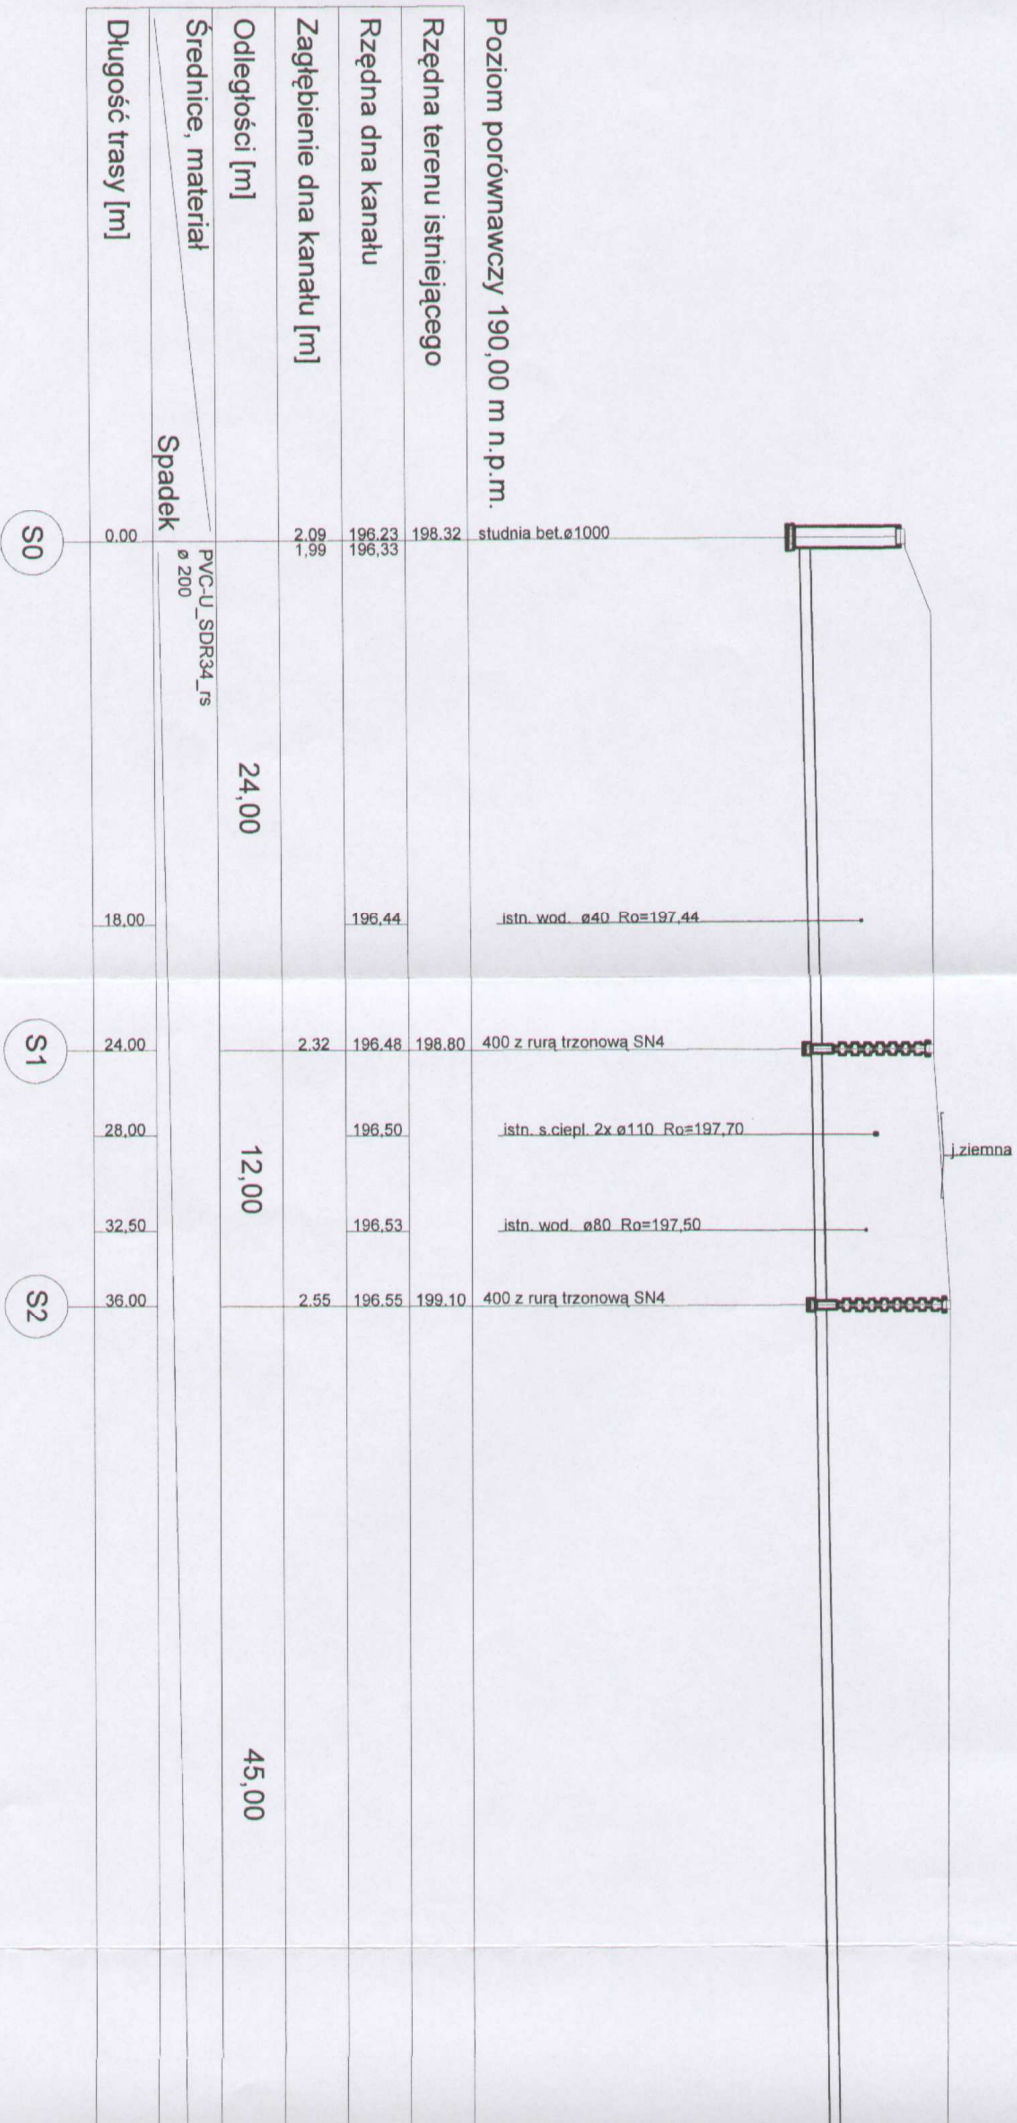 Poziom porównawczy 190,00 m n.p.m.
Rzędna terenu istniejącego
Rzędna dna kanału
Zagłębienie dna kanału [m]
Odległości [m]
Średnice, materiał
Spadek
Długość trasy [m]
studnia bet.ø1000
198.32
196.23
196,33
2.09
1,99
PVC-U_SDR34_rs
ø 200
0.00
S0
24,00
istn. wod. ø40 Ro=197,44
196,44
18,00
400 z rurą trzonową SN4
198.80
196.48
2.32
24.00
S1
j.ziemna
istn. s.ciepl. 2x ø110 Ro=197,70
196,50
28,00
12,00
istn. wod. ø80 Ro=197,50
196,53
32,50
400 z rurą trzonową SN4
199.10
196.55
2.55
36.00
S2
45,00